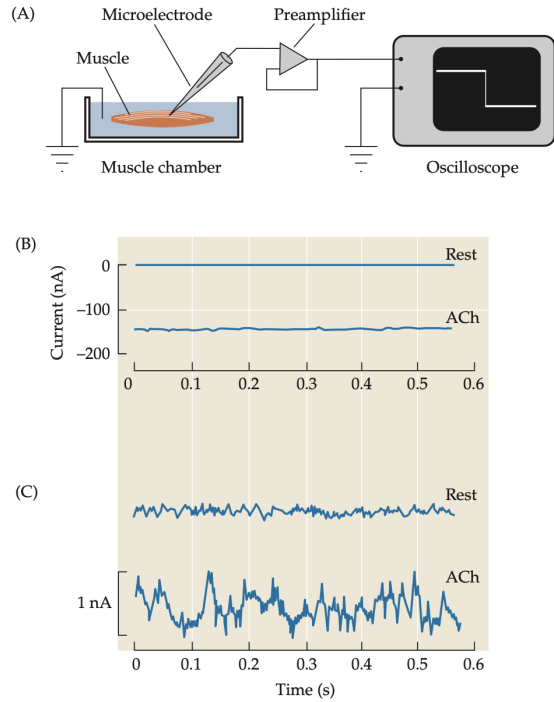 (A)
Microelectrode
Preamplifier
Muscle
Muscle chamber
Oscilloscope
(B)
Rest
0
Current (nA)
–100
ACh
–200
0 0.1 0.2 0.3 0.4 0.5 0.6
(C)
Rest
ACh
1 nA
0 0.1 0.2 0.3 0.4 0.5 0.6
Time (s)